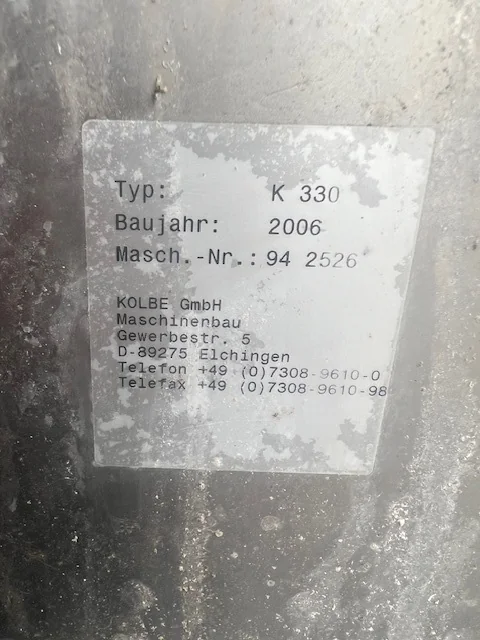 Typ: K 330
Baujahr: 2006
Masch.-Nr.: 94 2526
KOLBE GmbH
Maschinenbau
Gewerbestr. 5
D-89275 Elchingen
Telefon +49 (0)7308-9610-0
Telefax +49 (0)7308-9610-98